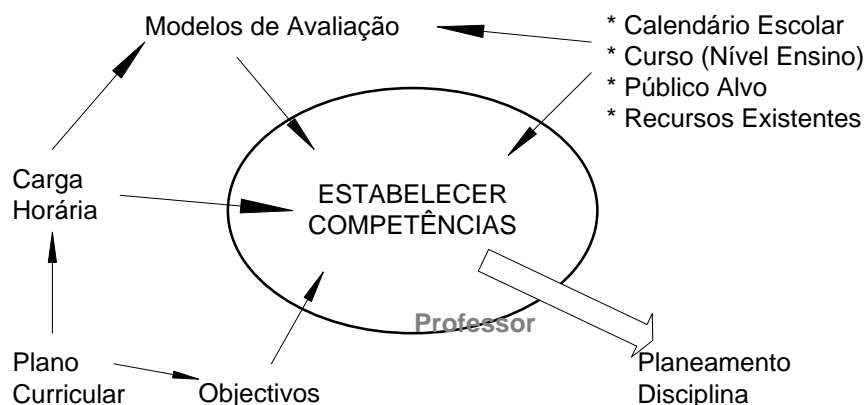 Modelos de Avaliação
* Calendário Escolar
* Curso (Nível Ensino)
* Público Alvo
* Recursos Existentes
Carga
Horária
ESTABELECER
COMPETÊNCIAS
Professor
Plano
Curricular
Objectivos
Planeamento
Disciplina